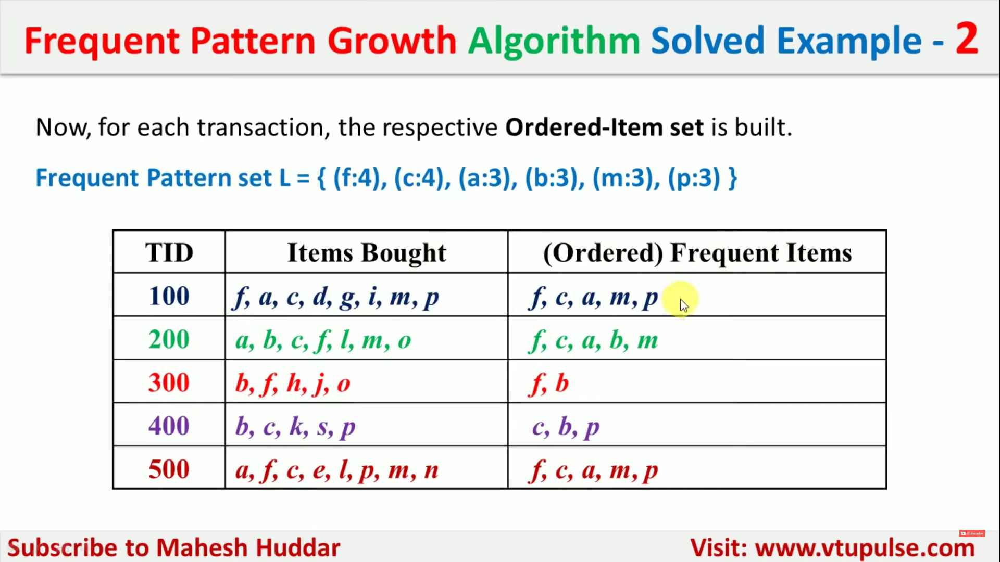 Frequent Pattern Growth Algorithm Solved Example - 2
Now, for each transaction, the respective Ordered-Item set is built.
Frequent Pattern set L = { (f:4), (c:4), (a:3), (b:3), (m:3), (p:3) }
TID Items Bought (Ordered) Frequent Items
100 f, a, c, d, g, i, m, p f, c, a, m, p
200 a, b, c, f, l, m, o f, c, a, b, m
300 b, f, h, j, o f, b
400 b, c, k, s, p c, b, p
500 a, f, c, e, l, p, m, n f, c, a, m, p
Subscribe
Subscribe to Mahesh Huddar Visit: www.vtupulse.com